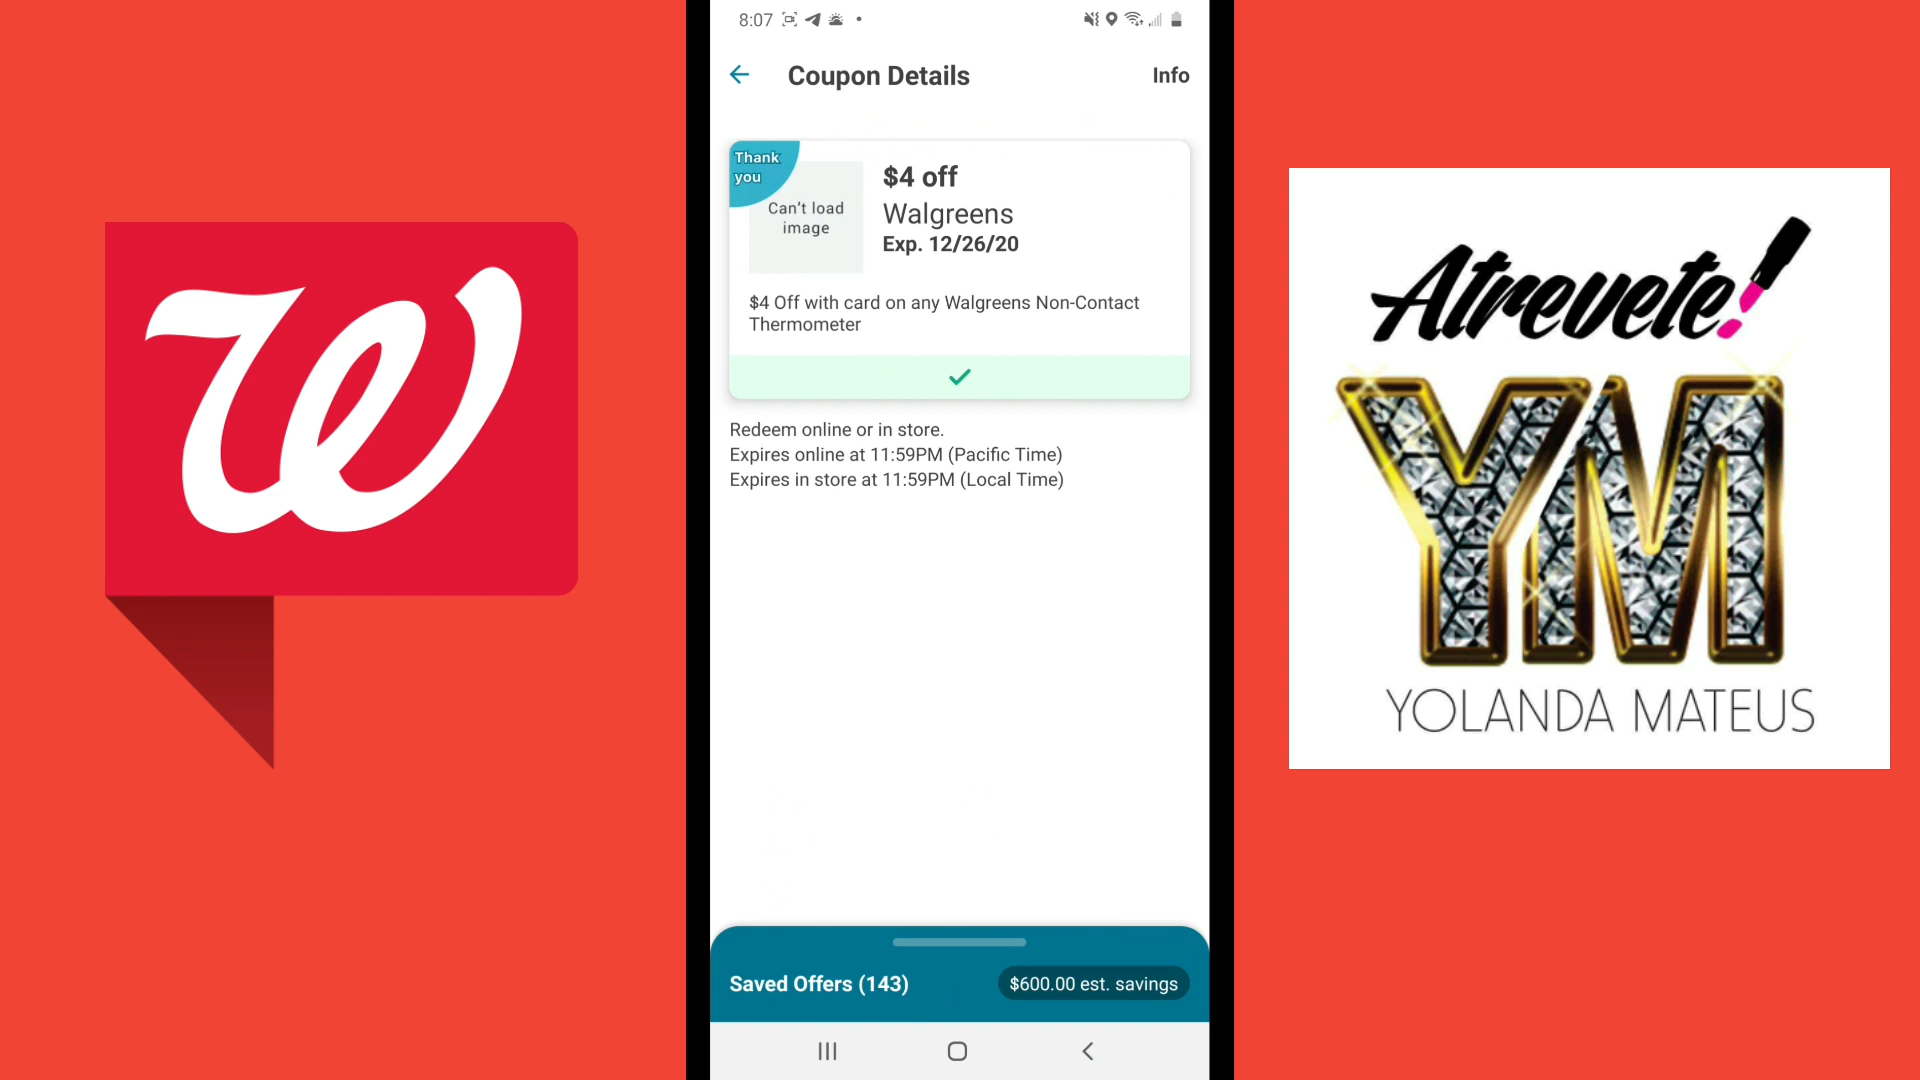 W
8:07
Coupon Details
Info
Thank
you
Can't load
image
$4 off
Walgreens
Exp. 12/26/20
$4 Off with card on any Walgreens Non-Contact
Thermometer
Redeem online or in store.
Expires online at 11:59PM (Pacific Time)
Expires in store at 11:59PM (Local Time)
Saved Offers (143)
$600.00 est. savings
Atrevete!
YM
YOLANDA MATEUS